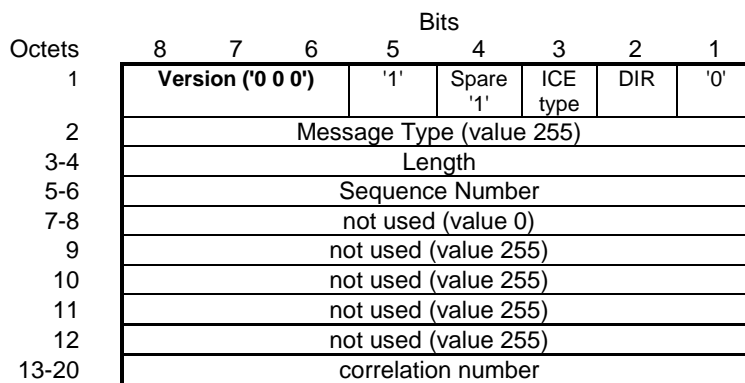 Bits
Octets 8 7 6 5 4 3 2 1
1 Version ('0 0 0') '1' Spare '1' ICE type DIR '0'
2 Message Type (value 255)
3-4 Length
5-6 Sequence Number
7-8 not used (value 0)
9 not used (value 255)
10 not used (value 255)
11 not used (value 255)
12 not used (value 255)
13-20 correlation number